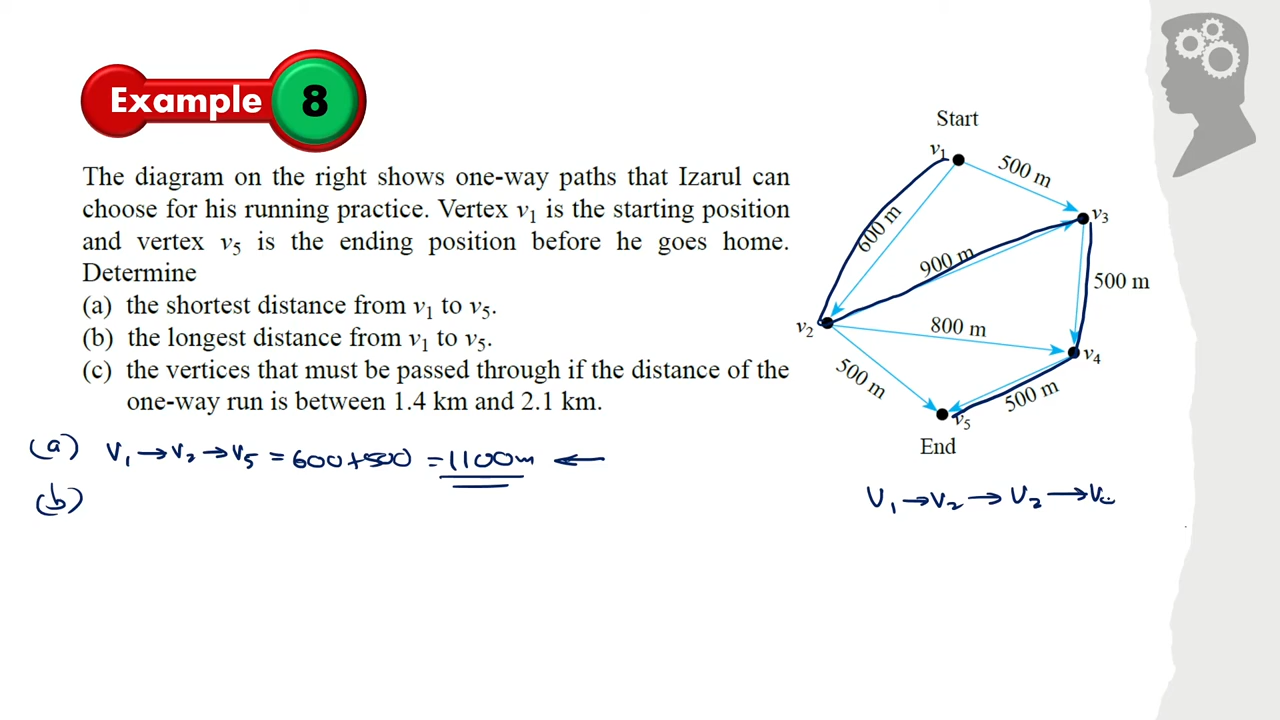 Example 8
The diagram on the right shows one-way paths that Izarul can
choose for his running practice. Vertex v₁ is the starting position
and vertex v₅ is the ending position before he goes home.
Determine
(a) the shortest distance from v₁ to v₅.
(b) the longest distance from v₁ to v₅.
(c) the vertices that must be passed through if the distance of the
one-way run is between 1.4 km and 2.1 km.
(a) V₁ → V₂ → V₅ = 600+500 = 1100m ←
(b)
Start
v₁
500 m
v₃
600 m
900 m
500 m
v₂
800 m
v₄
500 m
500 m
v₅
End
V₁ → V₂ → V₂ →